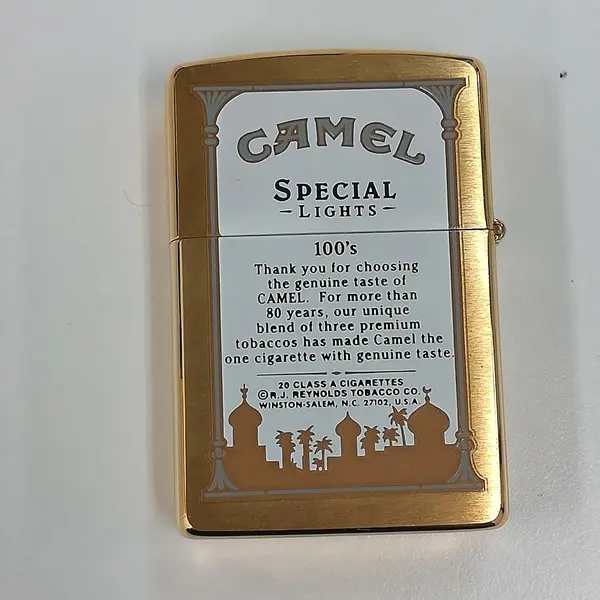 CAMEL
SPECIAL
- LIGHTS -
100's
Thank you for choosing
the genuine taste of
CAMEL. For more than
80 years, our unique
blend of three premium
tobaccos has made Camel the
one cigarette with genuine taste.
20 CLASS A CIGARETTES
© R.J. REYNOLDS TOBACCO CO.
WINSTON-SALEM, N.C. 27102, U.S.A.